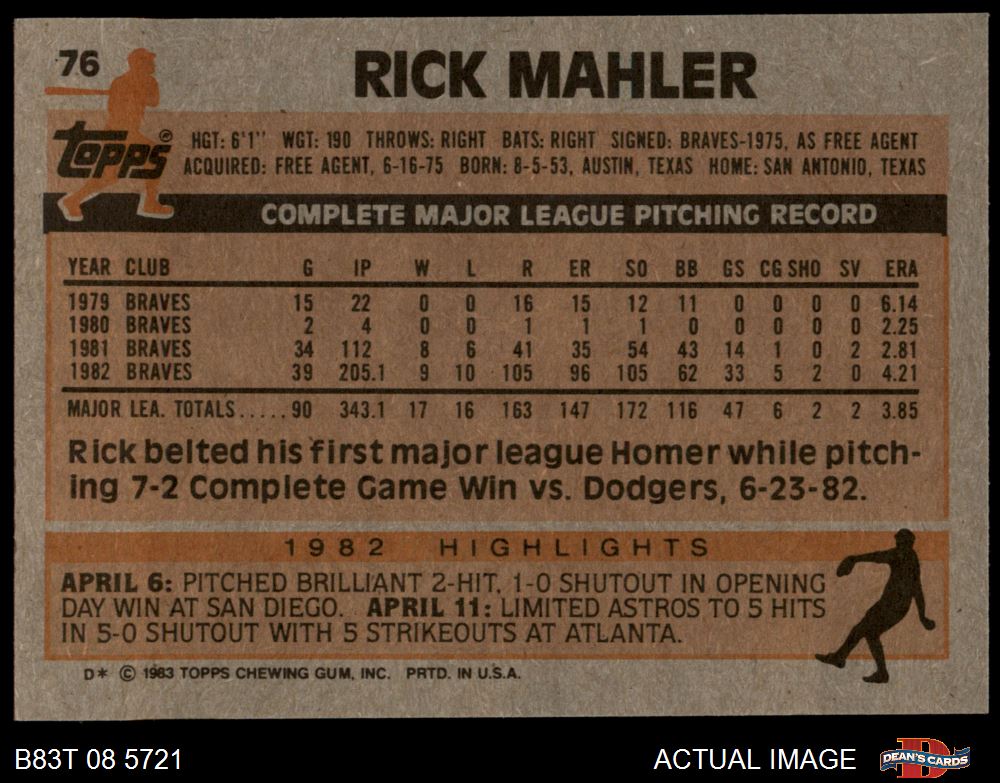 76
RICK MAHLER
topps®
HGT: 6'1" WGT: 190 THROWS: RIGHT BATS: RIGHT SIGNED: BRAVES-1975, AS FREE AGENT
ACQUIRED: FREE AGENT, 6-16-75 BORN: 8-5-53, AUSTIN, TEXAS HOME: SAN ANTONIO, TEXAS
COMPLETE MAJOR LEAGUE PITCHING RECORD
YEAR CLUB G IP W L R ER SO BB GS CG SHO SV ERA
1979 BRAVES 15 22 0 0 16 15 12 11 0 0 0 0 6.14
1980 BRAVES 2 4 0 0 1 1 1 0 0 0 0 0 2.25
1981 BRAVES 34 112 8 6 41 35 54 43 14 1 0 2 2.81
1982 BRAVES 39 205.1 9 10 105 96 105 62 33 5 2 0 4.21
MAJOR LEA. TOTALS.....90 343.1 17 16 163 147 172 116 47 6 2 2 3.85
Rick belted his first major league Homer while pitch-
ing 7-2 Complete Game Win vs. Dodgers, 6-23-82.
1982 HIGHLIGHTS
APRIL 6: PITCHED BRILLIANT 2-HIT, 1-0 SHUTOUT IN OPENING
DAY WIN AT SAN DIEGO. APRIL 11: LIMITED ASTROS TO 5 HITS
IN 5-0 SHUTOUT WITH 5 STRIKEOUTS AT ATLANTA.
D* © 1983 TOPPS CHEWING GUM, INC. PRTD. IN U.S.A.
B83T 08 5721
ACTUAL IMAGE
D
DEAN'S CARDS